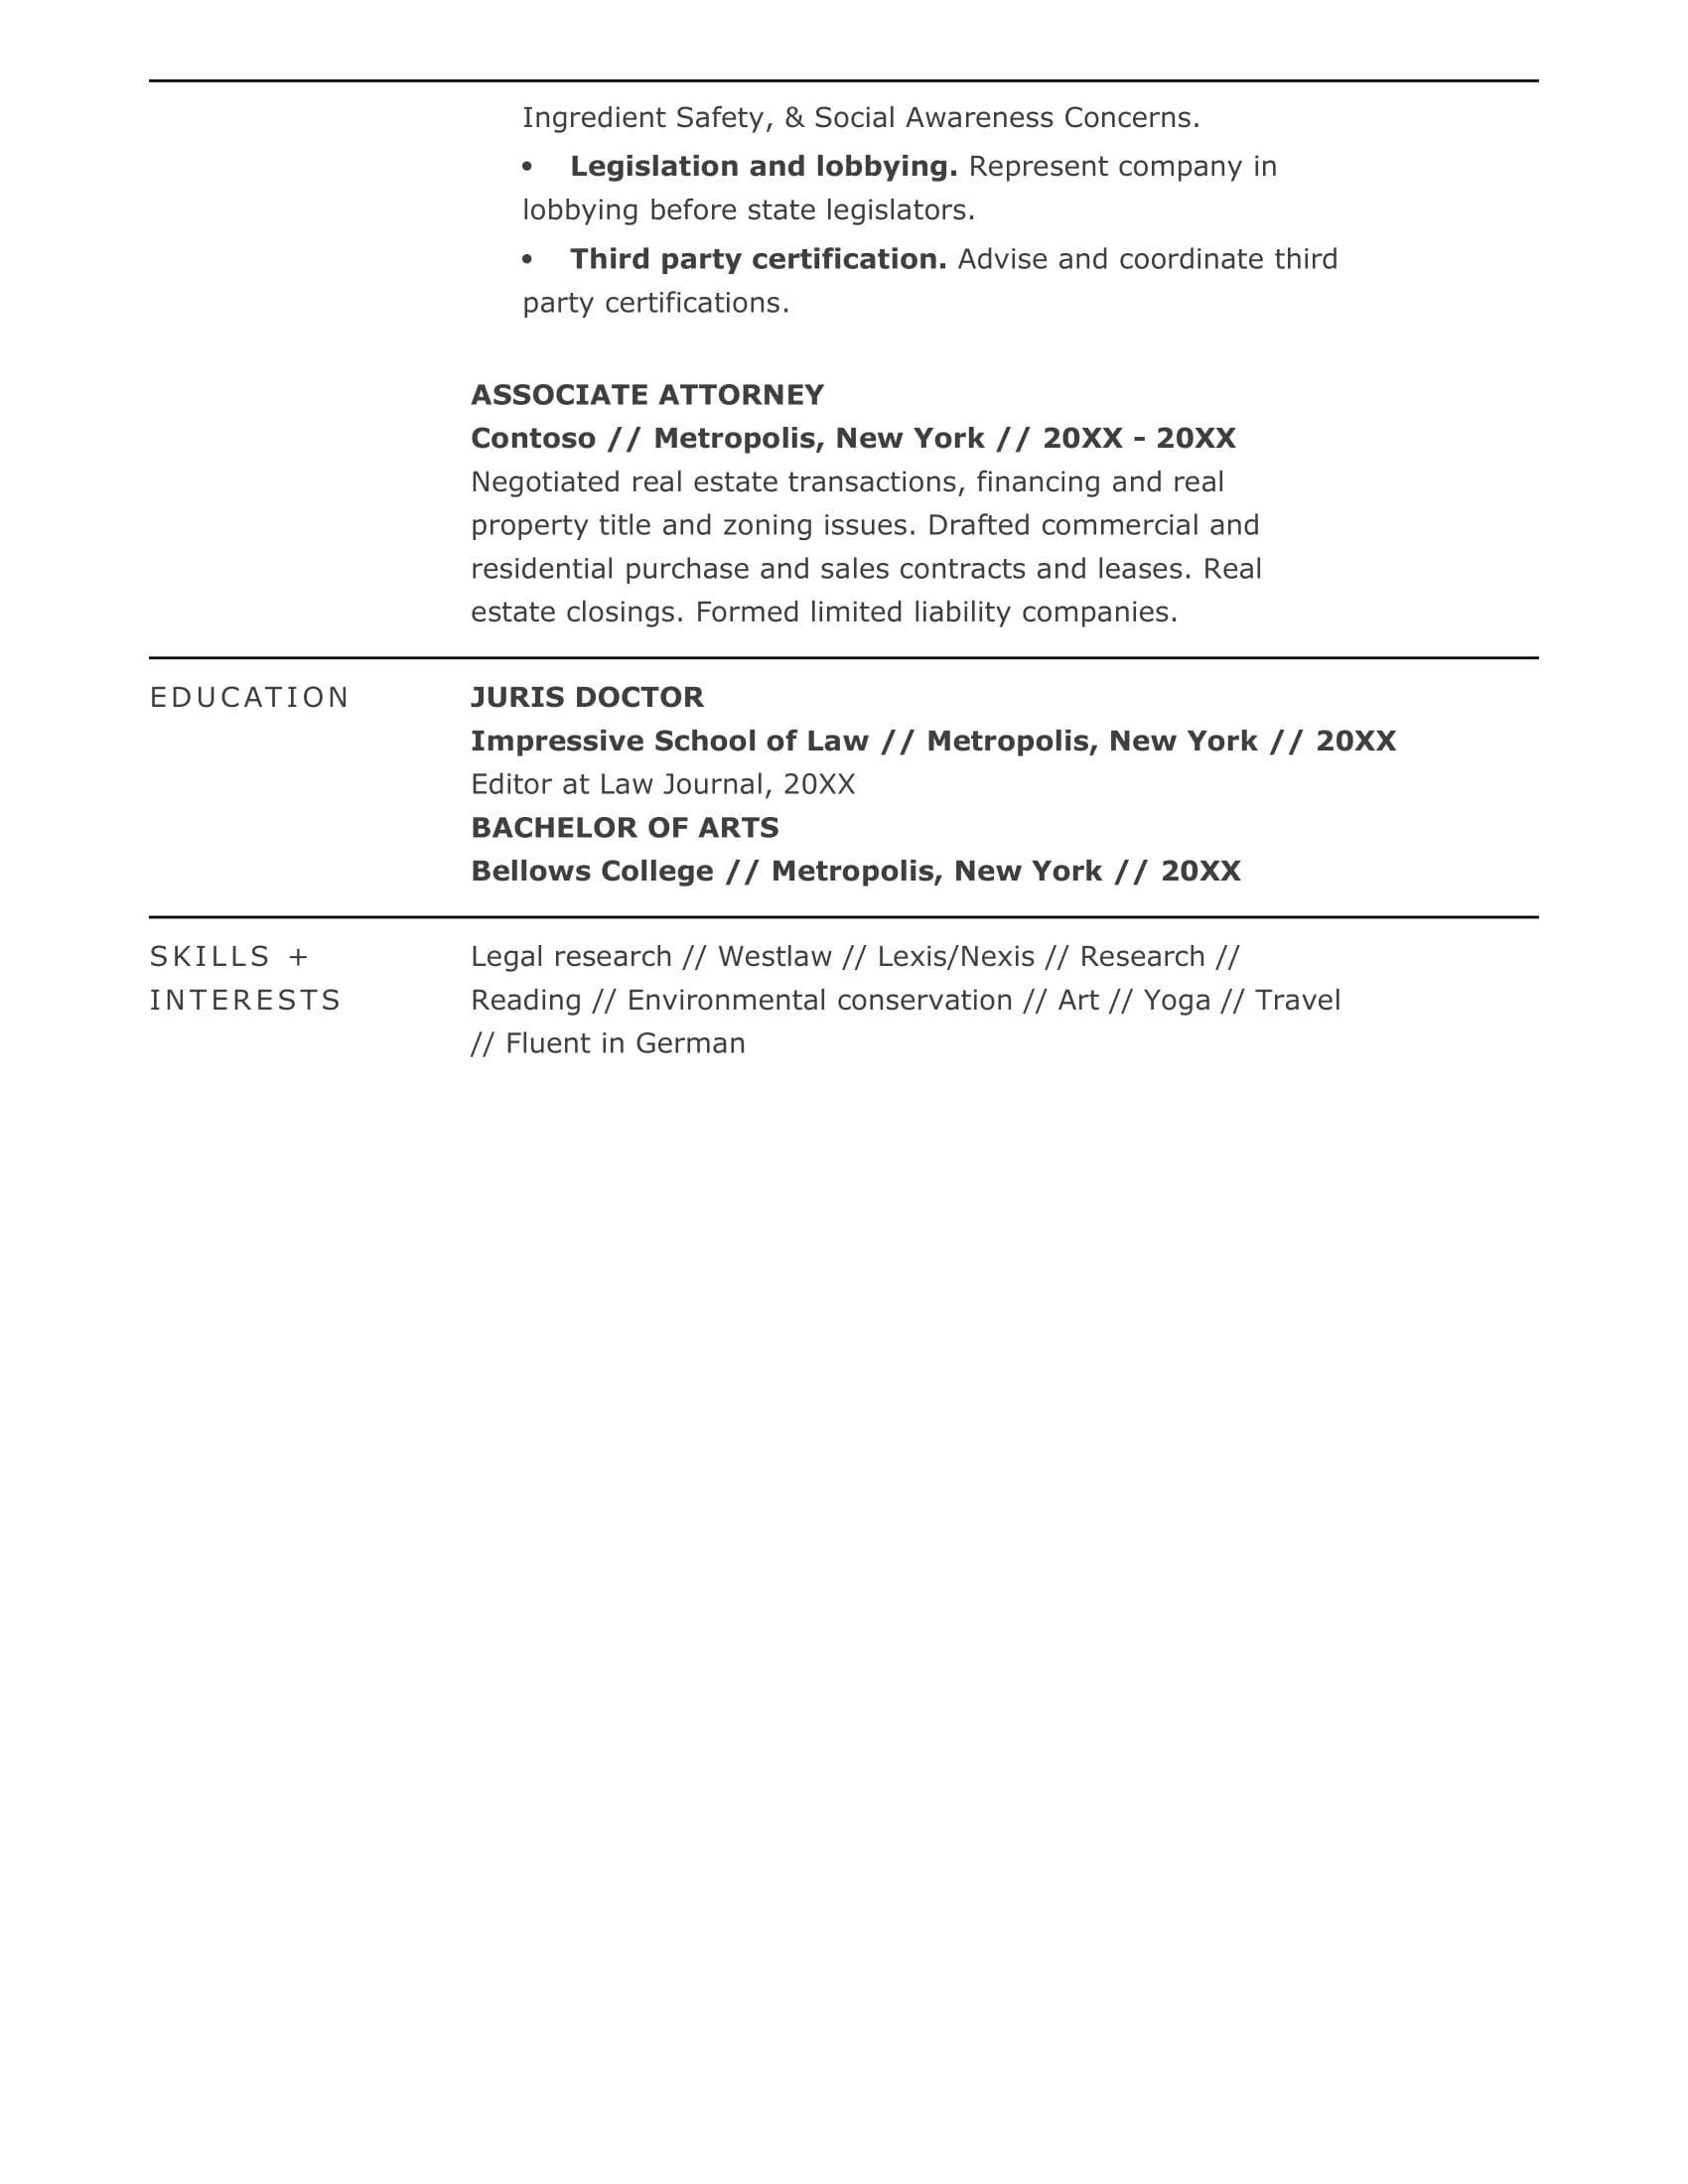 Ingredient Safety, & Social Awareness Concerns.
• Legislation and lobbying. Represent company in
lobbying before state legislators.
• Third party certification. Advise and coordinate third
party certifications.
ASSOCIATE ATTORNEY
Contoso // Metropolis, New York // 20XX - 20XX
Negotiated real estate transactions, financing and real
property title and zoning issues. Drafted commercial and
residential purchase and sales contracts and leases. Real
estate closings. Formed limited liability companies.
EDUCATION
JURIS DOCTOR
Impressive School of Law // Metropolis, New York // 20XX
Editor at Law Journal, 20XX
BACHELOR OF ARTS
Bellows College // Metropolis, New York // 20XX
SKILLS +
INTERESTS
Legal research // Westlaw // Lexis/Nexis // Research //
Reading // Environmental conservation // Art // Yoga // Travel
// Fluent in German